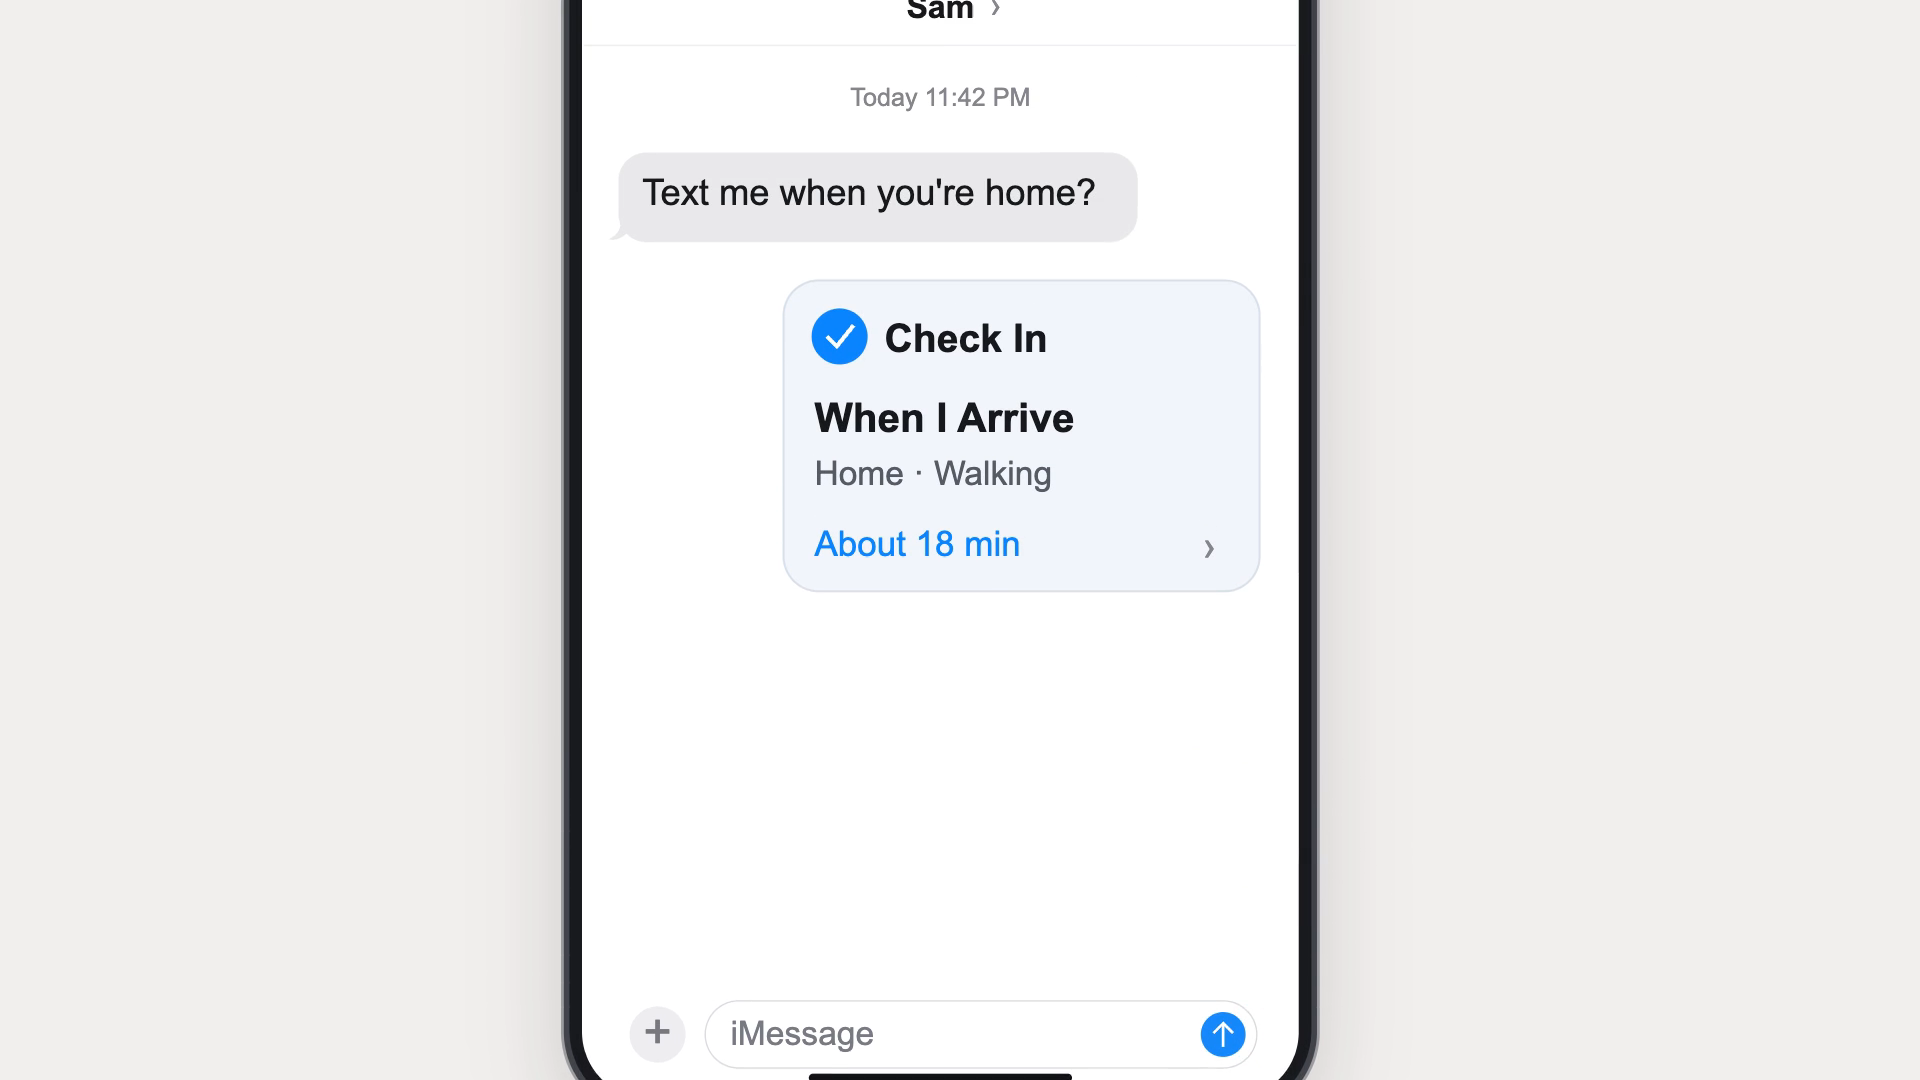 Sam ›
Today 11:42 PM
Text me when you're home?
Check In
When I Arrive
Home · Walking
About 18 min ›
+ iMessage